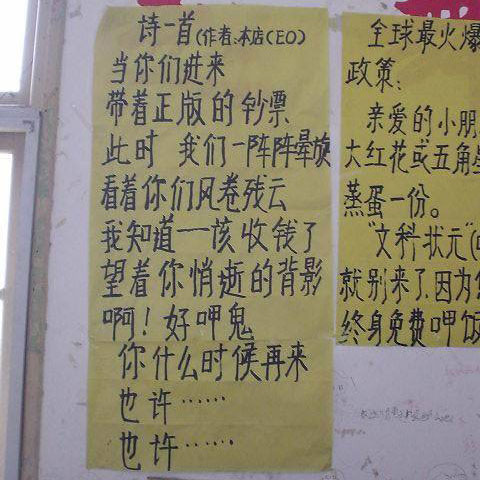 诗一首(作者:本店CEO)
当你们进来
带着正版的钞票
此时 我们一阵阵晕旋
看着你们风卷残云
我知道一该收钱了
望着你悄逝的背影
啊!好呷鬼
你什么时候再来
也许……
也许……
全球最火爆
政策:
亲爱的小朋
大红花或五角星
蒸蛋一份。
"文科状元"(
就别来了,因为
终身免费呷饭